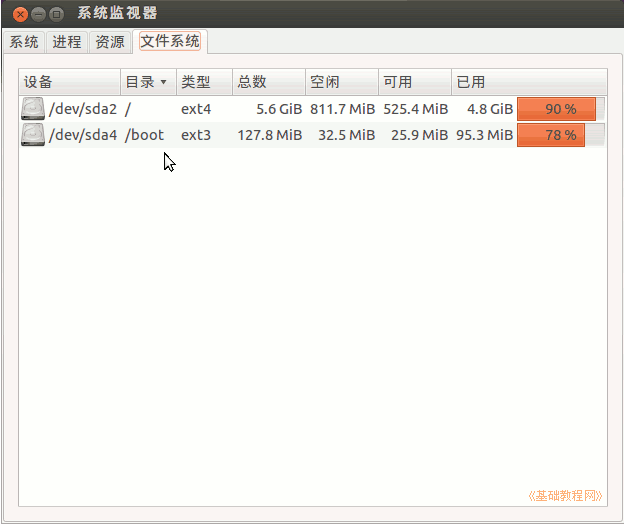 系统监视器
系统 进程 资源 文件系统
设备 目录 类型 总数 空闲 可用 已用
/dev/sda2 / ext4 5.6 GiB 811.7 MiB 525.4 MiB 4.8 GiB 90 %
/dev/sda4 /boot ext3 127.8 MiB 32.5 MiB 25.9 MiB 95.3 MiB 78 %
《基础教程网》